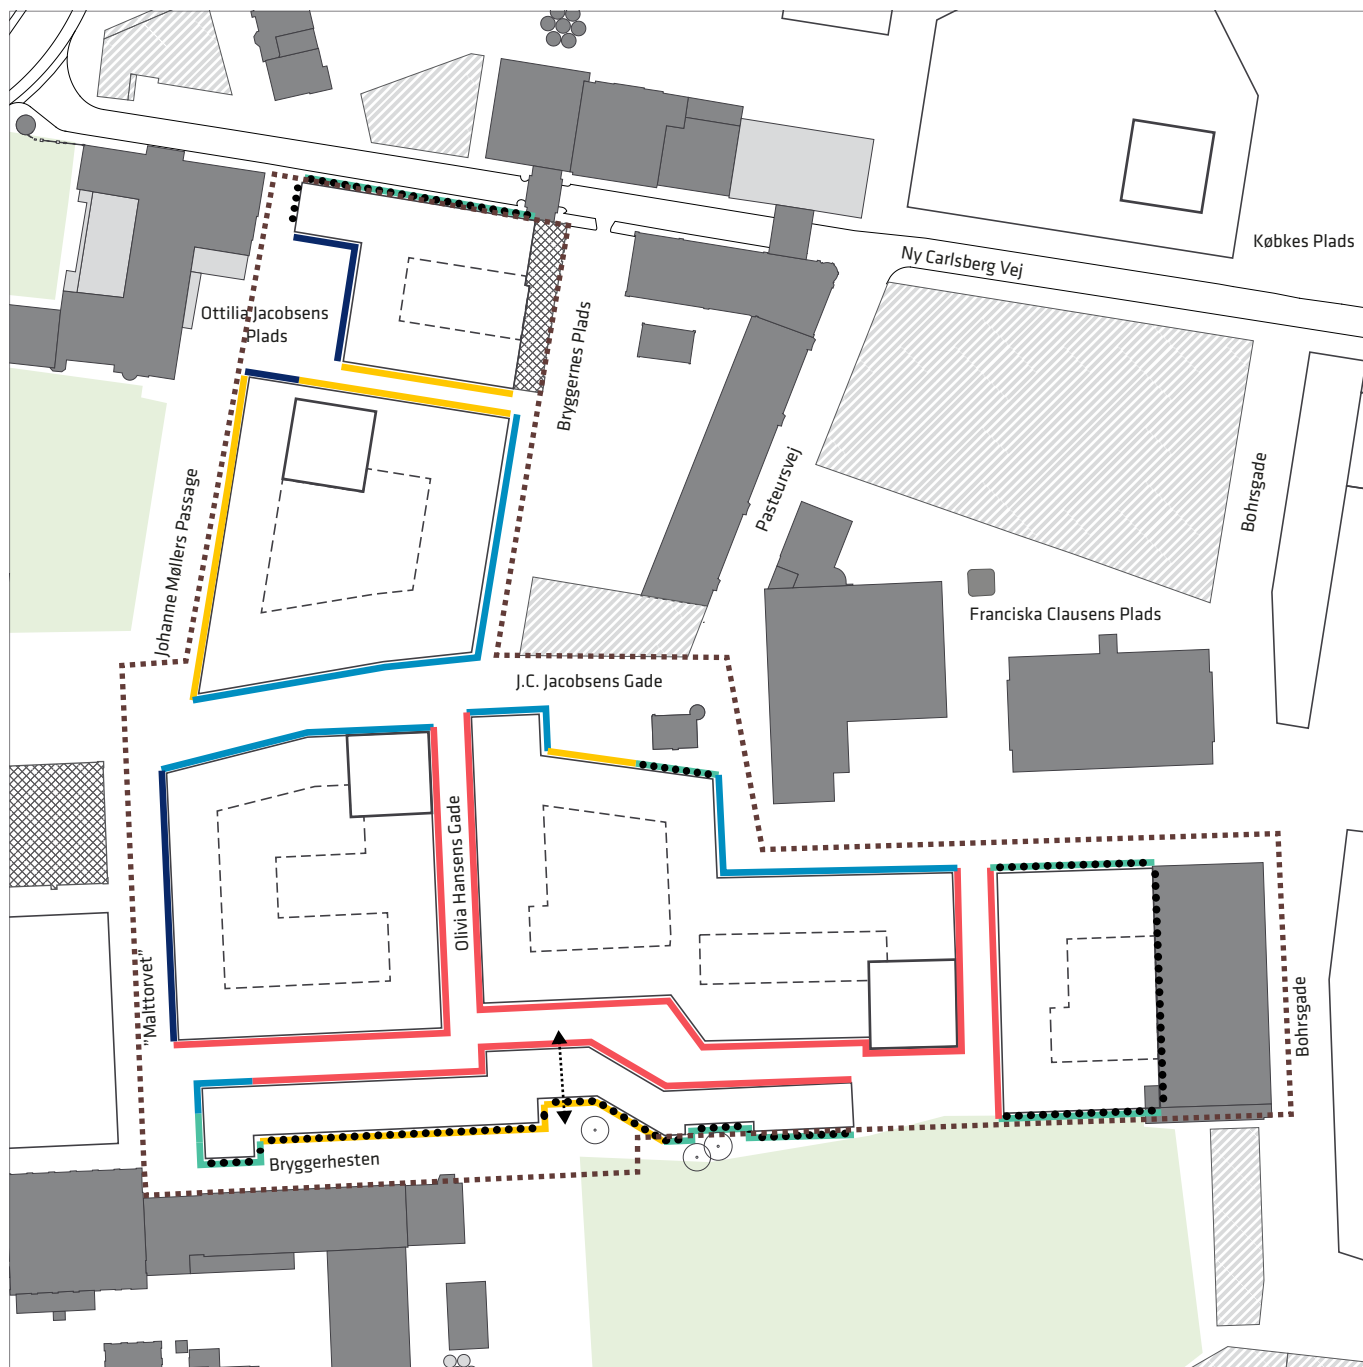 Købkes Plads
Ny Carlsberg Vej
Ottilia Jacobsens
Plads
Bryggernes Plads
Johanne Møllers Passage
Pasteursvej
Bohrsgade
Franciska Clausens Plads
J.C. Jacobsens Gade
Olivia Hansens Gade
"Malttorvet"
Bohrsgade
Bryggerhesten